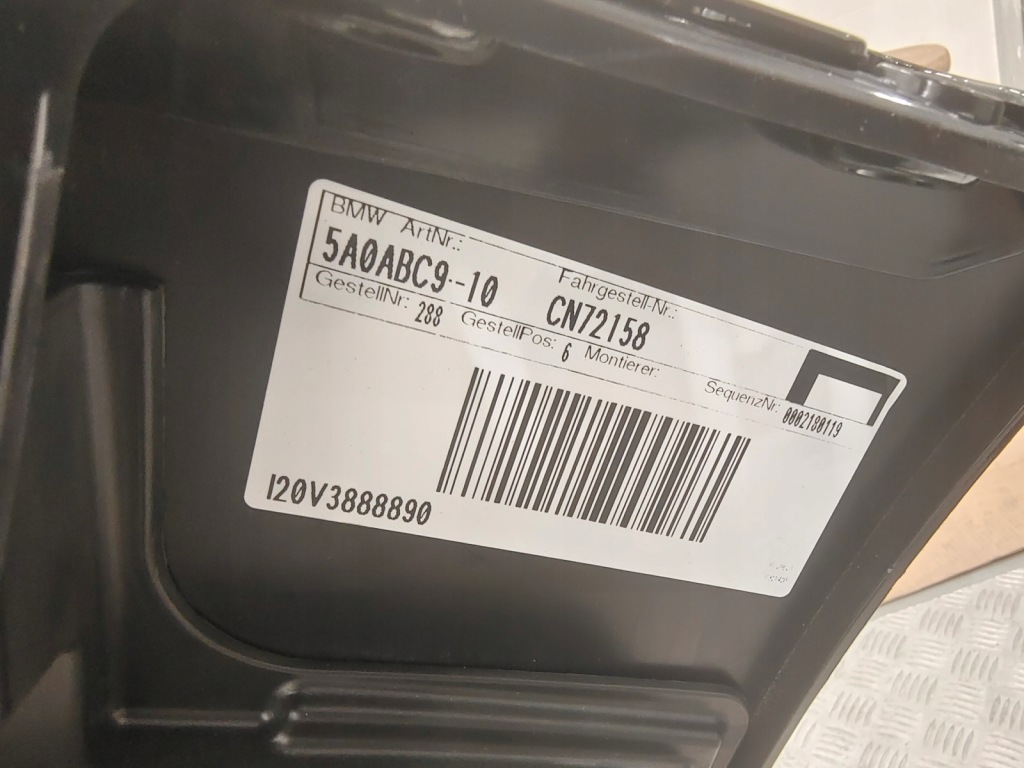 BMW ArtNr.: Fahrgestell-Nr.:
5A0ABC9--10 CN72158
GestellNr: 288 GestellPos: 6 Montierer: SequenzNr: 0002180119
I20V3888890